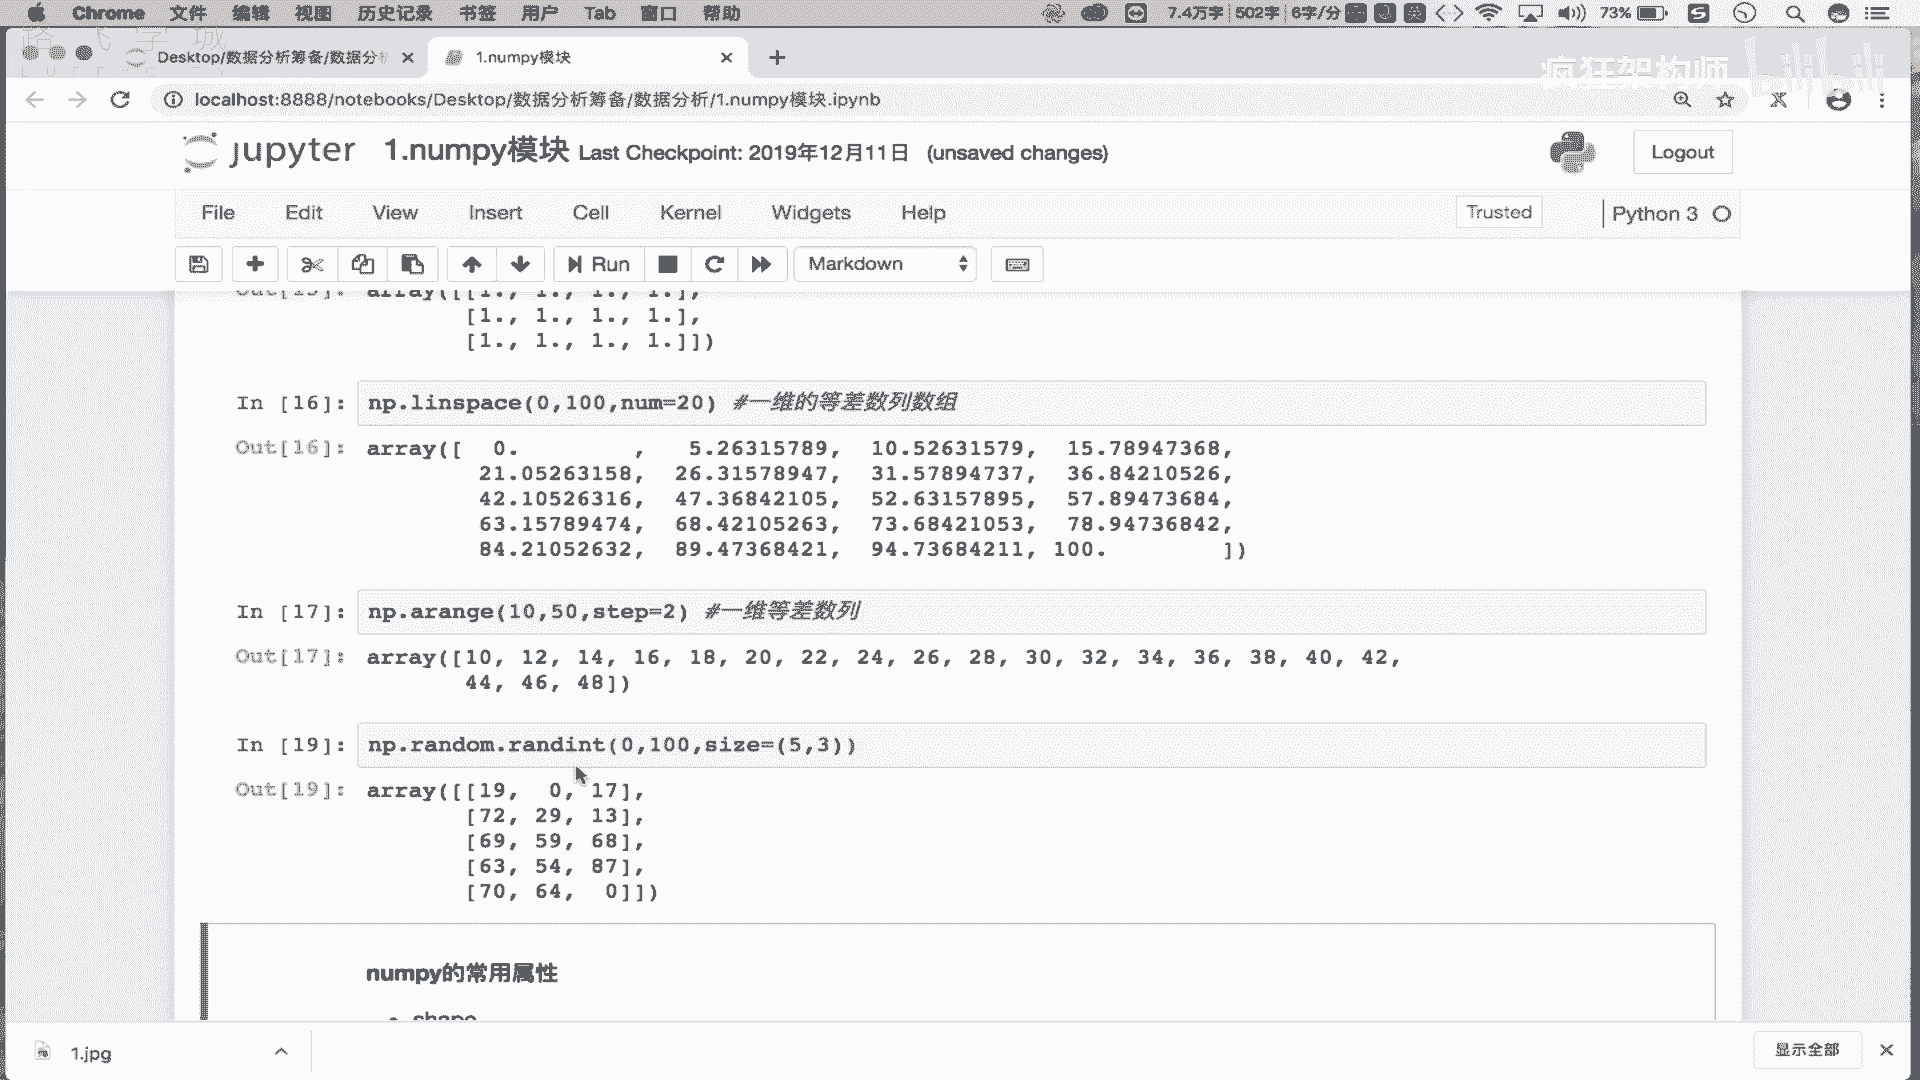 Chrome 文件 编辑 视图 历史记录 书签 用户 Tab 窗口 帮助 7.4万字 502字 6字/分 73%
Desktop/数据分析筹备/数据分析
1.numpy模块
疯狂架构师 bilibili
localhost:8888/notebooks/Desktop/数据分析筹备/数据分析/1.numpy模块.ipynb
jupyter 1.numpy模块 Last Checkpoint: 2019年12月11日 (unsaved changes)
Logout
File Edit View Insert Cell Kernel Widgets Help Trusted Python 3
Run Markdown
Out[15]: array([[1., 1., 1., 1.],
[1., 1., 1., 1.],
[1., 1., 1., 1.]])
In [16]: np.linspace(0,100,num=20) #一维的等差数列数组
Out[16]: array([ 0. , 5.26315789, 10.52631579, 15.78947368,
21.05263158, 26.31578947, 31.57894737, 36.84210526,
42.10526316, 47.36842105, 52.63157895, 57.89473684,
63.15789474, 68.42105263, 73.68421053, 78.94736842,
84.21052632, 89.47368421, 94.73684211, 100. ])
In [17]: np.arange(10,50,step=2) #一维等差数列
Out[17]: array([10, 12, 14, 16, 18, 20, 22, 24, 26, 28, 30, 32, 34, 36, 38, 40, 42,
44, 46, 48])
In [19]: np.random.randint(0,100,size=(5,3))
Out[19]: array([[19, 0, 17],
[72, 29, 13],
[69, 59, 68],
[63, 54, 87],
[70, 64, 0]])
numpy的常用属性
shape
1.jpg
显示全部